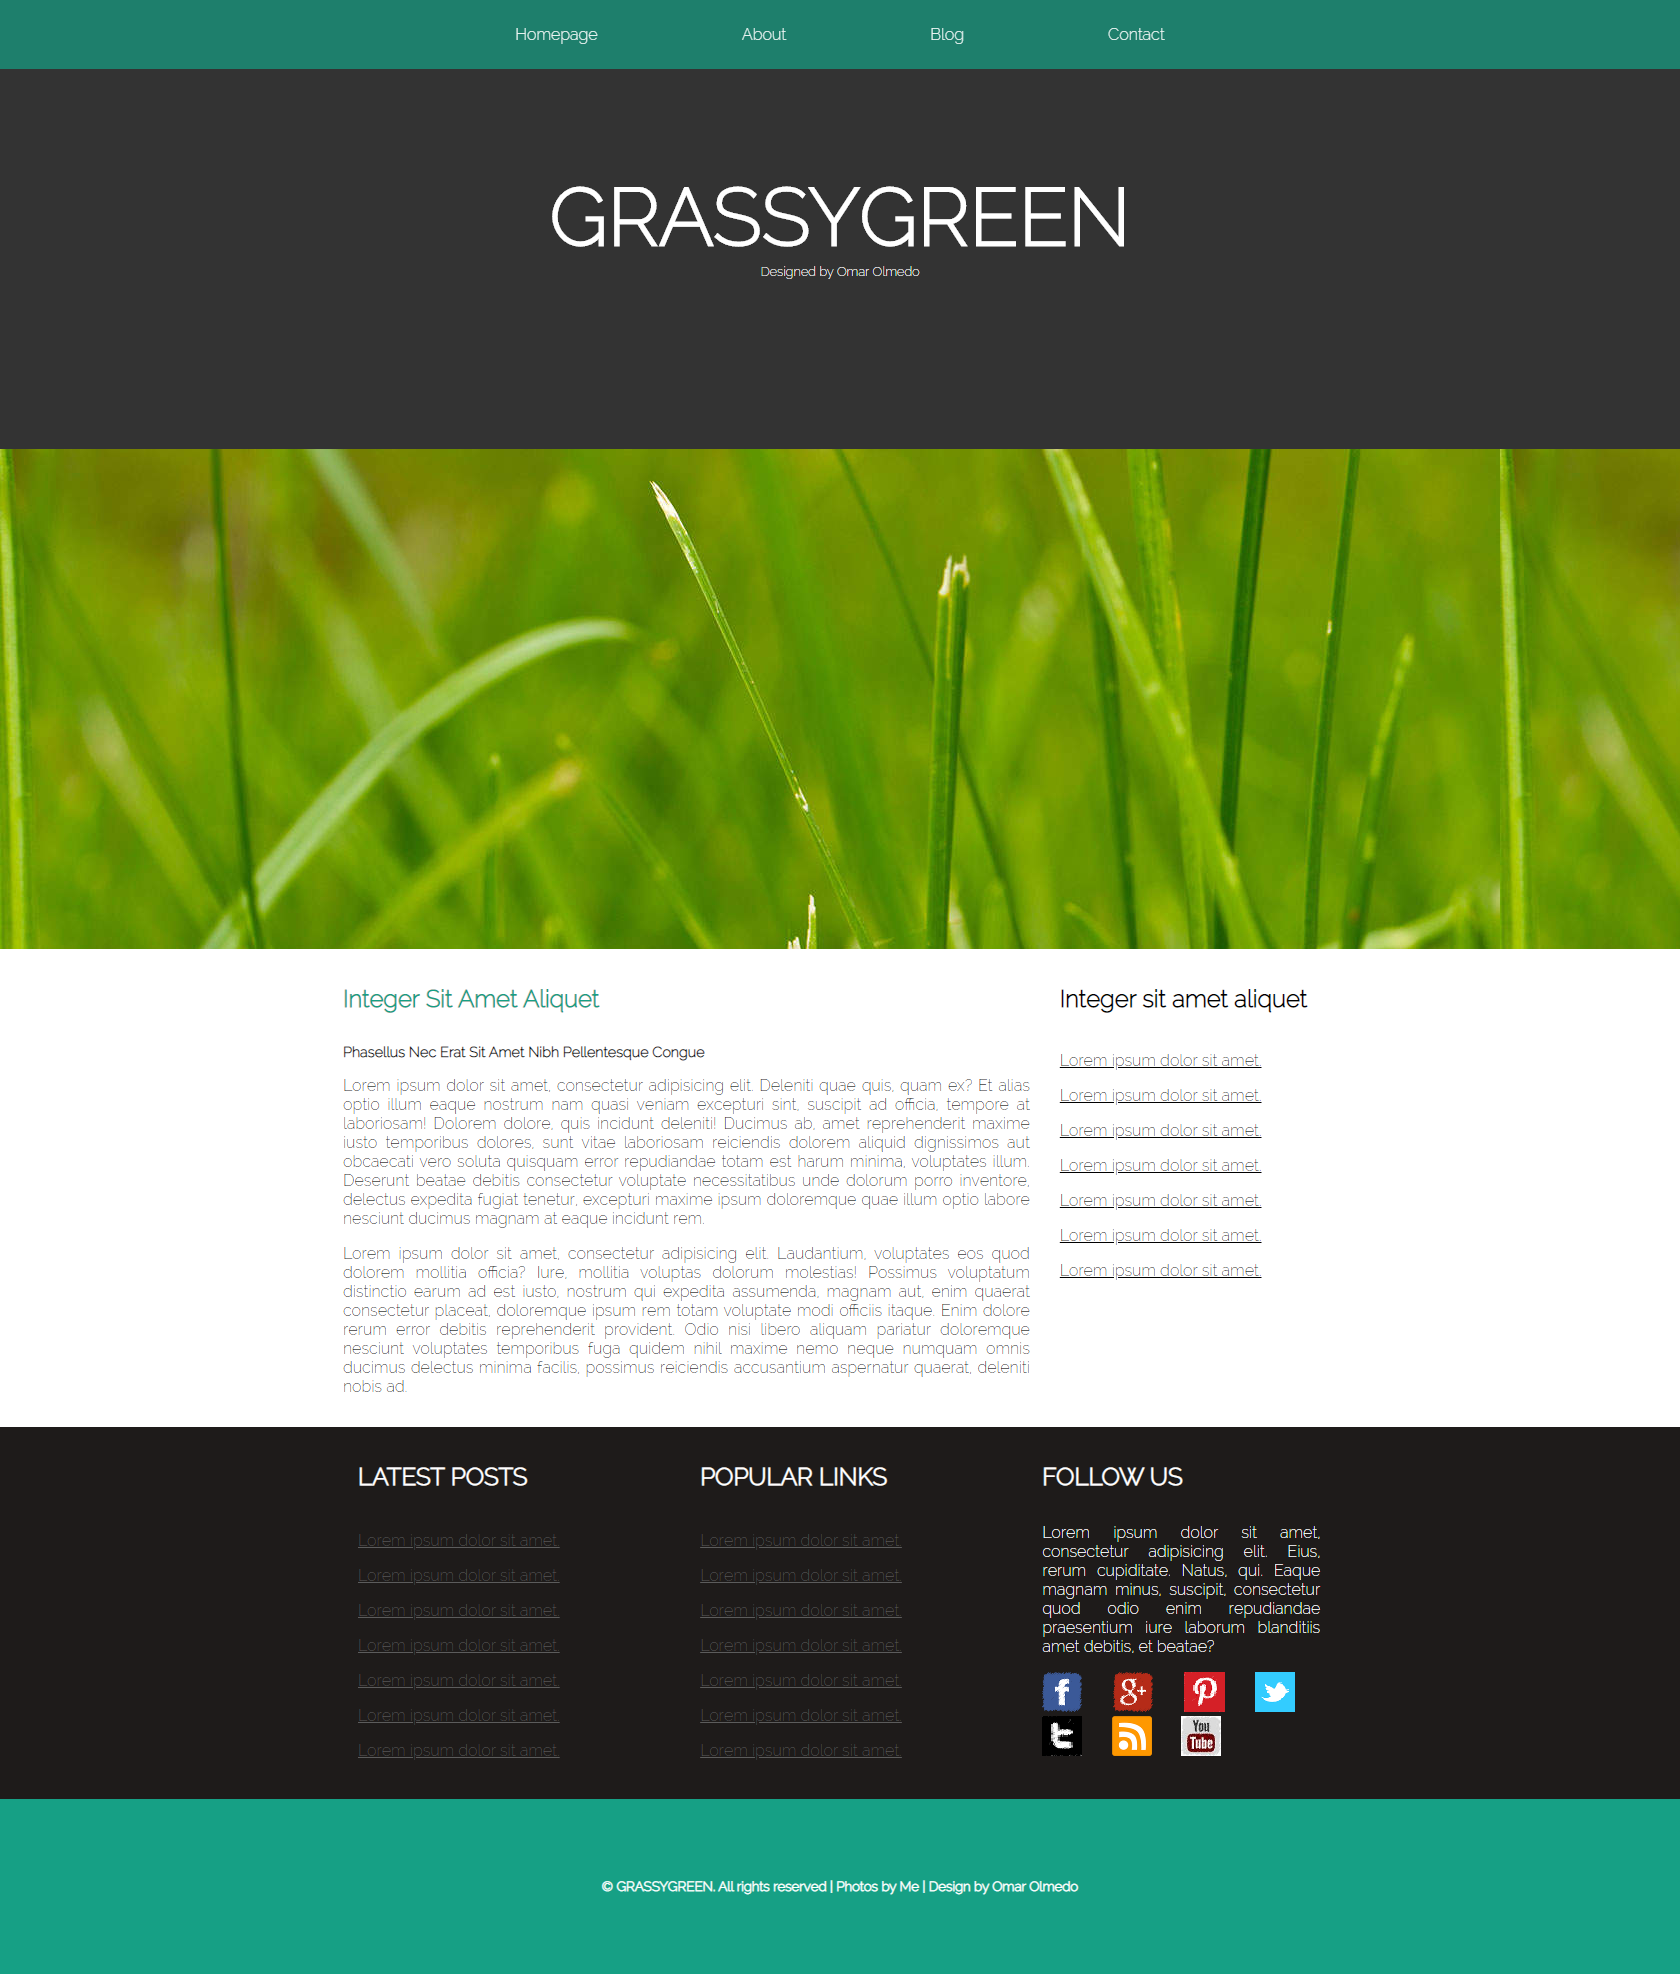 Homepage
About
Blog
Contact
GRASSYGREEN
Designed by Omar Olmedo
Integer Sit Amet Aliquet
Phasellus Nec Erat Sit Amet Nibh Pellentesque Congue
Lorem ipsum dolor sit amet, consectetur adipisicing elit. Deleniti quae quis, quam ex? Et alias
optio illum eaque nostrum nam quasi veniam excepturi sint, suscipit ad officia, tempore at
laboriosam! Dolorem dolore, quis incidunt deleniti! Ducimus ab, amet reprehenderit maxime
iusto temporibus dolores, sunt vitae laboriosam reiciendis dolorem aliquid dignissimos aut
obcaecati vero soluta quisquam error repudiandae totam est harum minima, voluptates illum.
Deserunt beatae debitis consectetur voluptate necessitatibus unde dolorum porro inventore,
delectus expedita fugiat tenetur, excepturi maxime ipsum doloremque quae illum optio labore
nesciunt ducimus magnam at eaque incidunt rem.
Lorem ipsum dolor sit amet, consectetur adipisicing elit. Laudantium, voluptates eos quod
dolorem mollitia officia? Iure, mollitia voluptas dolorum molestias! Possimus voluptatum
distinctio earum ad est iusto, nostrum qui expedita assumenda, magnam aut, enim quaerat
consectetur placeat, doloremque ipsum rem totam voluptate modi officiis itaque. Enim dolore
rerum error debitis reprehenderit provident. Odio nisi libero aliquam pariatur doloremque
nesciunt voluptates temporibus fuga quidem nihil maxime nemo neque numquam omnis
ducimus delectus minima facilis, possimus reiciendis accusantium aspernatur quaerat, deleniti
nobis ad.
Integer sit amet aliquet
Lorem ipsum dolor sit amet.
Lorem ipsum dolor sit amet.
Lorem ipsum dolor sit amet.
Lorem ipsum dolor sit amet.
Lorem ipsum dolor sit amet.
Lorem ipsum dolor sit amet.
Lorem ipsum dolor sit amet.
LATEST POSTS
Lorem ipsum dolor sit amet.
Lorem ipsum dolor sit amet.
Lorem ipsum dolor sit amet.
Lorem ipsum dolor sit amet.
Lorem ipsum dolor sit amet.
Lorem ipsum dolor sit amet.
Lorem ipsum dolor sit amet.
POPULAR LINKS
Lorem ipsum dolor sit amet.
Lorem ipsum dolor sit amet.
Lorem ipsum dolor sit amet.
Lorem ipsum dolor sit amet.
Lorem ipsum dolor sit amet.
Lorem ipsum dolor sit amet.
Lorem ipsum dolor sit amet.
FOLLOW US
Lorem ipsum dolor sit amet,
consectetur adipisicing elit. Eius,
rerum cupiditate. Natus, qui. Eaque
magnam minus, suscipit, consectetur
quod odio enim repudiandae
praesentium iure laborum blanditiis
amet debitis, et beatae?
f
g+
P
t
You
Tube
© GRASSYGREEN. All rights reserved | Photos by Me | Design by Omar Olmedo